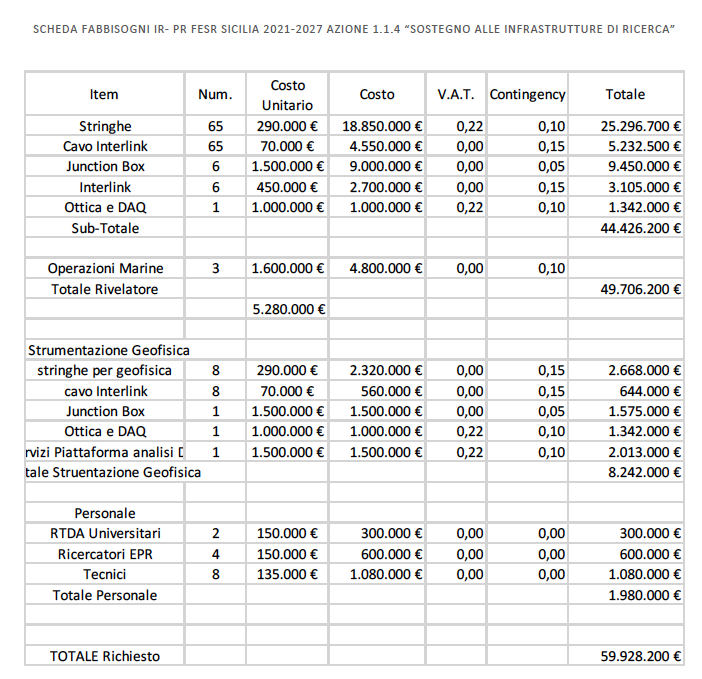 SCHEDA FABBISOGNI IR- PR FESR SICILIA 2021-2027 AZIONE 1.1.4 “SOSTEGNO ALLE INFRASTRUTTURE DI RICERCA”
Item Num. Costo Unitario Costo V.A.T. Contingency Totale
Stringhe 65 290.000 € 18.850.000 € 0,22 0,10 25.296.700 €
Cavo Interlink 65 70.000 € 4.550.000 € 0,00 0,15 5.232.500 €
Junction Box 6 1.500.000 € 9.000.000 € 0,00 0,05 9.450.000 €
Interlink 6 450.000 € 2.700.000 € 0,00 0,15 3.105.000 €
Ottica e DAQ 1 1.000.000 € 1.000.000 € 0,22 0,10 1.342.000 €
Sub-Totale 44.426.200 €
Operazioni Marine 3 1.600.000 € 4.800.000 € 0,00 0,10
Totale Rivelatore 49.706.200 €
5.280.000 €
Strumentazione Geofisica
stringhe per geofisica 8 290.000 € 2.320.000 € 0,00 0,15 2.668.000 €
cavo Interlink 8 70.000 € 560.000 € 0,00 0,15 644.000 €
Junction Box 1 1.500.000 € 1.500.000 € 0,00 0,05 1.575.000 €
Ottica e DAQ 1 1.000.000 € 1.000.000 € 0,22 0,10 1.342.000 €
rvizi Piattaforma analisi D 1 1.500.000 € 1.500.000 € 0,22 0,10 2.013.000 €
tale Struentazione Geofisica 8.242.000 €
Personale
RTDA Universitari 2 150.000 € 300.000 € 0,00 0,00 300.000 €
Ricercatori EPR 4 150.000 € 600.000 € 0,00 0,00 600.000 €
Tecnici 8 135.000 € 1.080.000 € 0,00 0,00 1.080.000 €
Totale Personale 1.980.000 €
TOTALE Richiesto 59.928.200 €